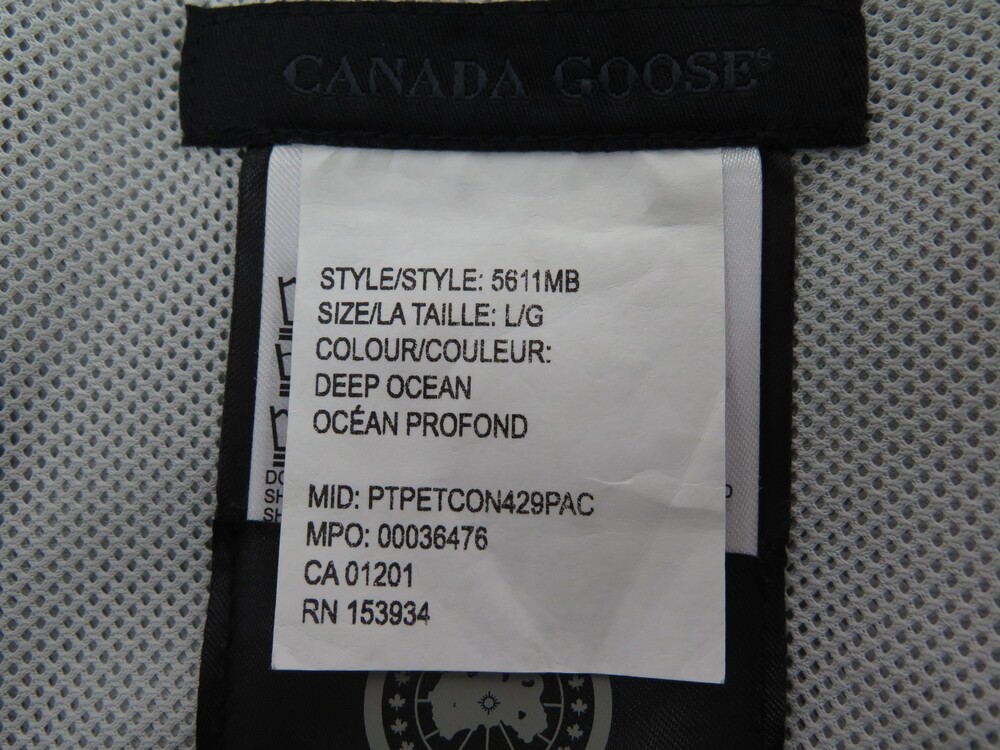 CANADA GOOSE®
STYLE/STYLE: 5611MB
SIZE/LA TAILLE: L/G
COLOUR/COULEUR:
DEEP OCEAN
OCÉAN PROFOND
MID: PTPETCON429PAC
MPO: 00036476
CA 01201
RN 153934